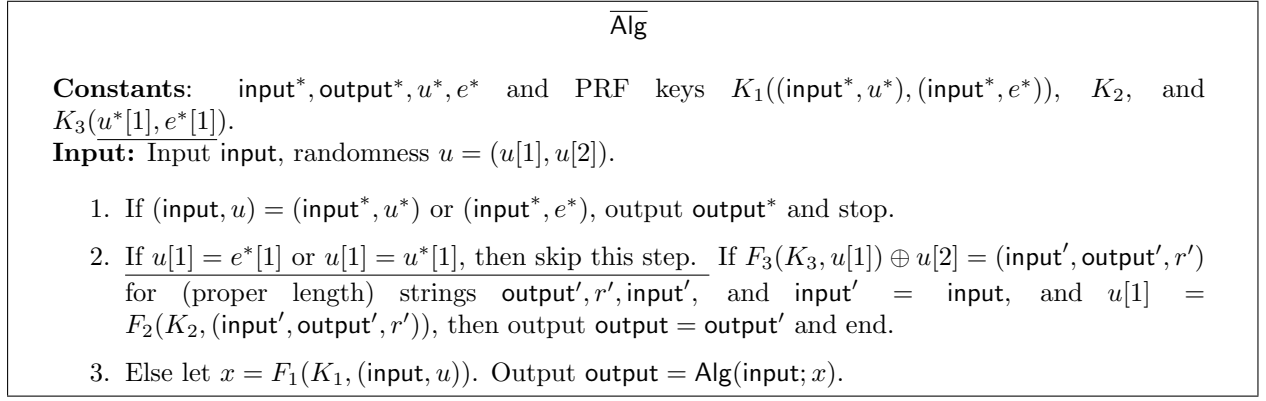 Alg
Constants: input*, output*, u*, e* and PRF keys K₁((input*, u*), (input*, e*)), K₂, and
K₃(u*[1], e*[1]).
Input: Input input, randomness u = (u[1], u[2]).
1. If (input, u) = (input*, u*) or (input*, e*), output output* and stop.
2. If u[1] = e*[1] or u[1] = u*[1], then skip this step. If F₃(K₃, u[1]) ⊕ u[2] = (input′, output′, r′)
for (proper length) strings output′, r′, input′, and input′ = input, and u[1] =
F₂(K₂, (input′, output′, r′)), then output output = output′ and end.
3. Else let x = F₁(K₁, (input, u)). Output output = Alg(input; x).